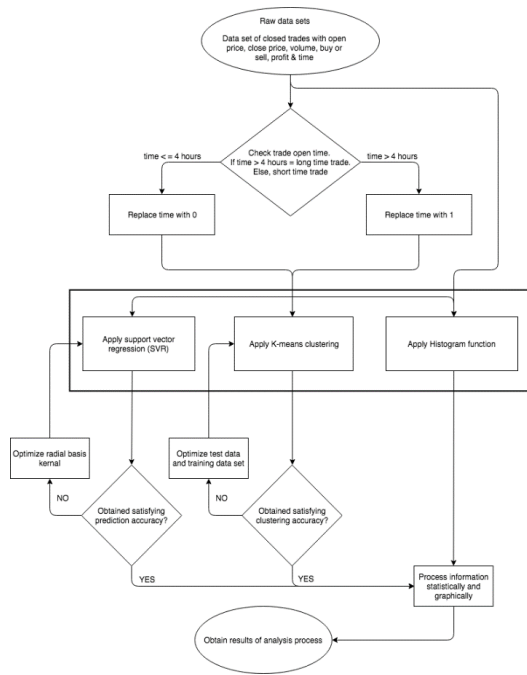 Raw data sets
Data set of closed trades with open
price, close price, volume, buy or
sell, profit & time
Check trade open time.
If time > 4 hours = long time trade.
Else, short time trade
time < = 4 hours
time > 4 hours
Replace time with 0
Replace time with 1
Apply support vector
regression (SVR)
Apply K-means clustering
Apply Histogram function
Optimize radial basis
kernal
Optimize test data
and training data set
NO
NO
Obtained satisfying
prediction accuracy?
Obtained satisfying
clustering accuracy?
YES
YES
Process information
statistically and
graphically
Obtain results of analysis process